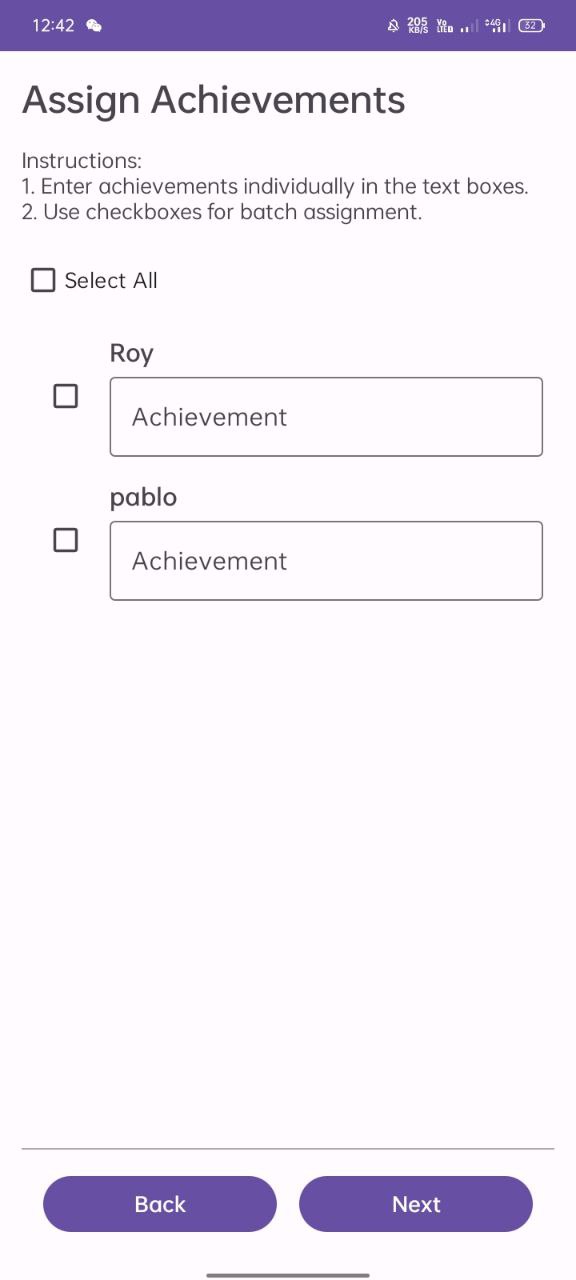 12:42
205 KB/S Vo LTE 4G 32
Assign Achievements
Instructions:
1. Enter achievements individually in the text boxes.
2. Use checkboxes for batch assignment.
Select All
Roy
Achievement
pablo
Achievement
Back
Next